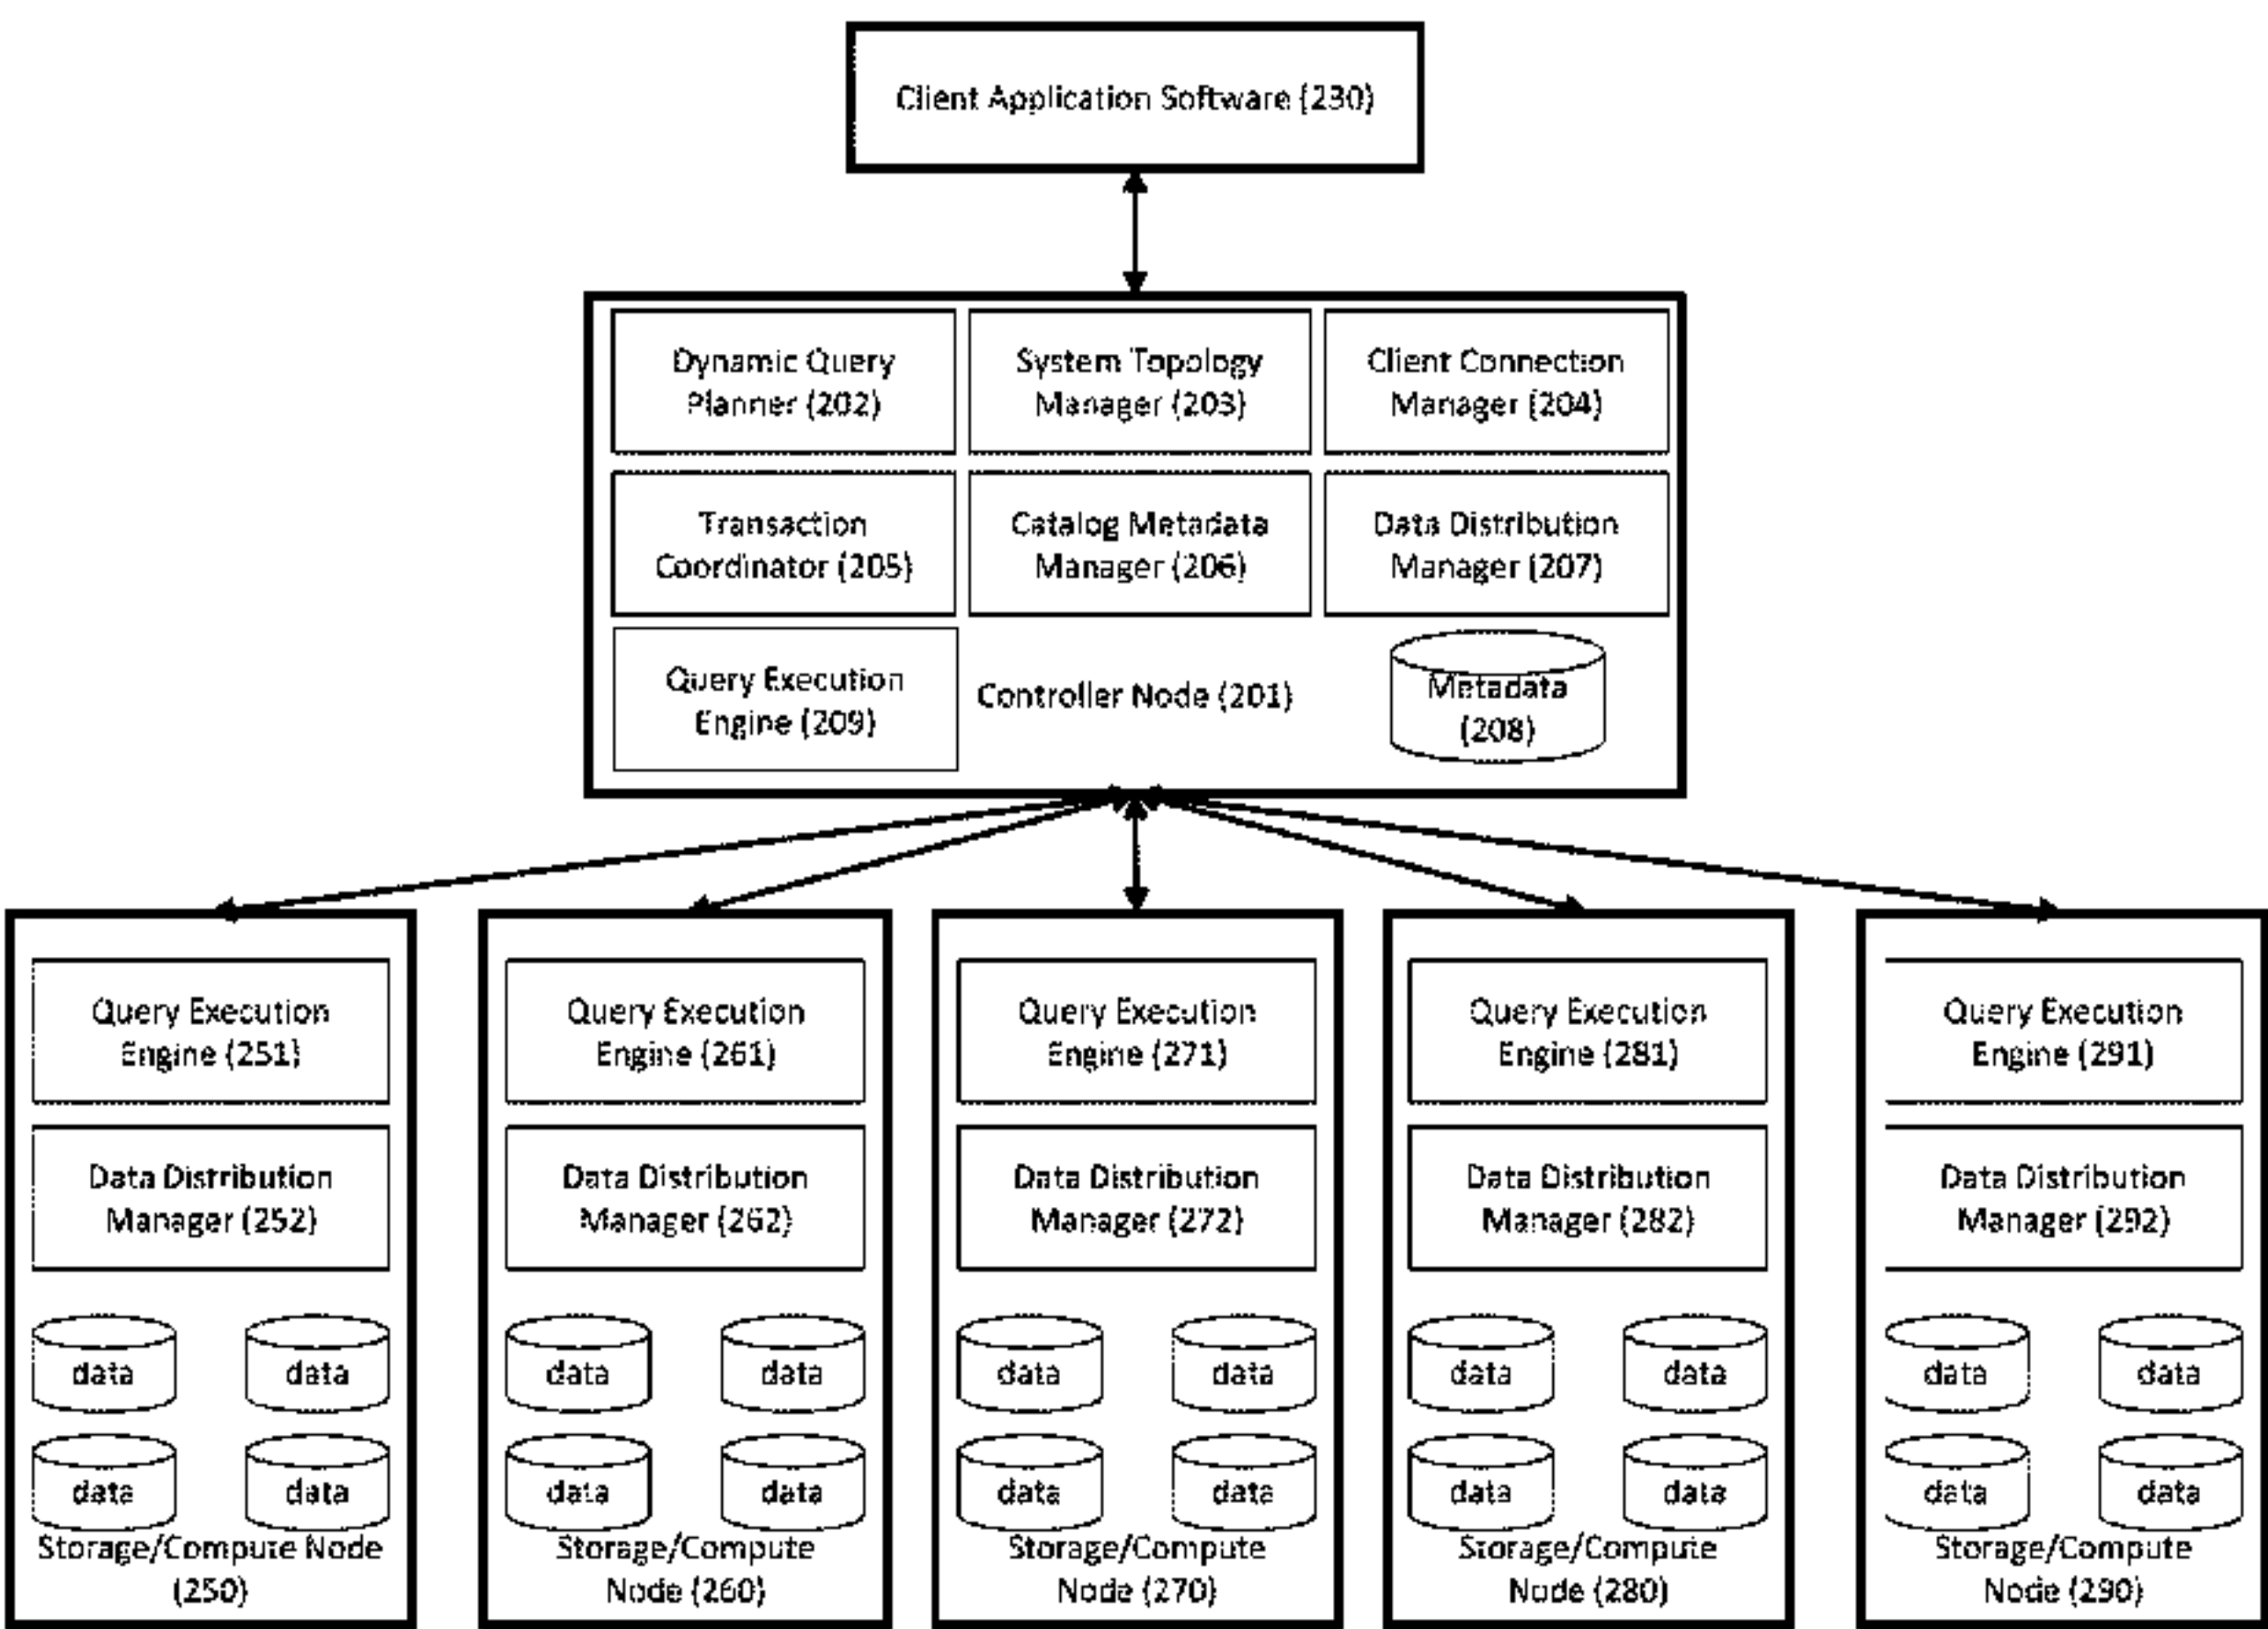 Client Application Software (230)
Dynamic Query
Planner (202)
System Topology
Manager (203)
Client Connection
Manager (204)
Transaction
Coordinator (205)
Catalog Metadata
Manager (206)
Data Distribution
Manager (207)
Query Execution
Engine (209)
Controller Node (201)
Metadata
(208)
Query Execution
Engine (251)
Data Distribution
Manager (252)
data
data
data
data
Storage/Compute Node
(250)
Query Execution
Engine (261)
Data Distribution
Manager (262)
data
data
data
data
Storage/Compute
Node (260)
Query Execution
Engine (271)
Data Distribution
Manager (272)
data
data
data
data
Storage/Compute
Node (270)
Query Execution
Engine (281)
Data Distribution
Manager (282)
data
data
data
data
Storage/Compute
Node (280)
Query Execution
Engine (291)
Data Distribution
Manager (292)
data
data
data
data
Storage/Compute
Node (290)